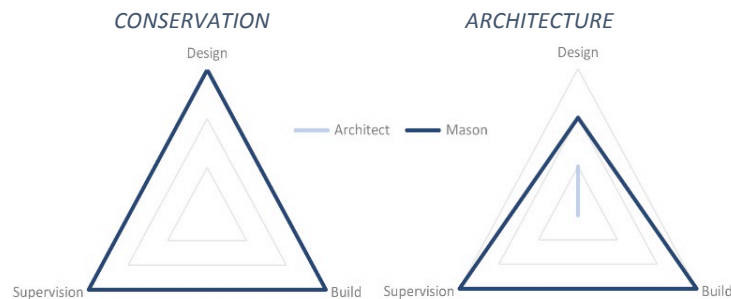 CONSERVATION
ARCHITECTURE
Design
Design
Architect
Mason
Supervision
Build
Supervision
Build